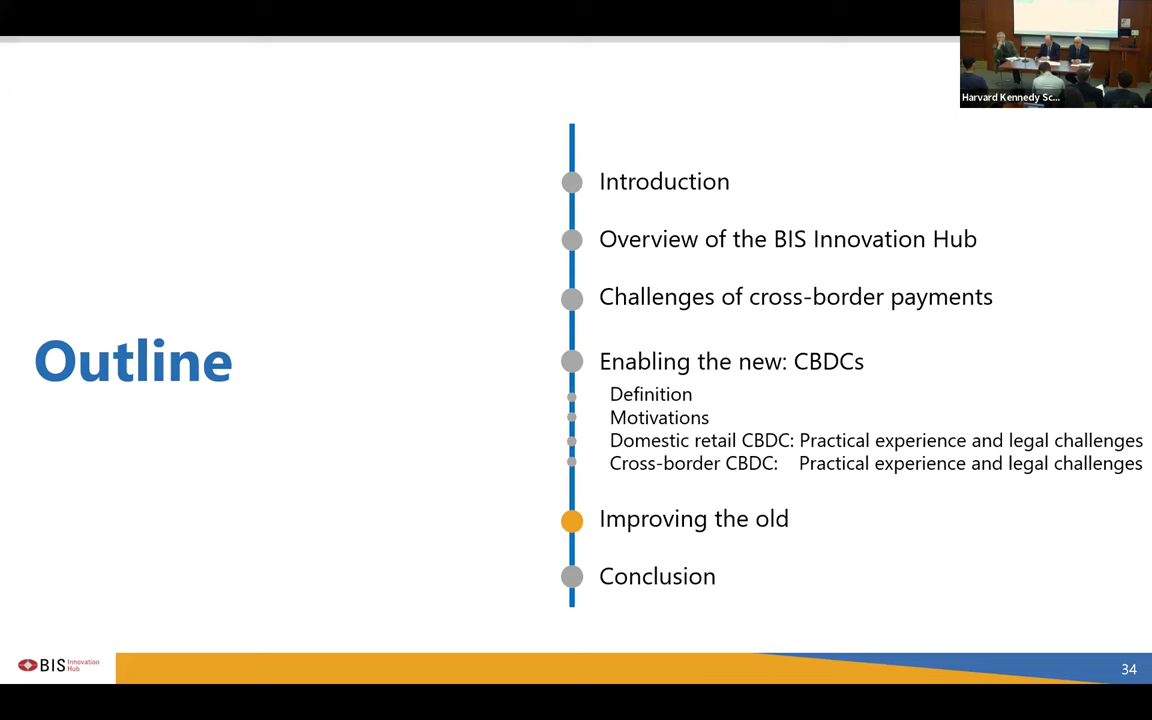 Harvard Kennedy Sc...
Introduction
Overview of the BIS Innovation Hub
Challenges of cross-border payments
Outline
Enabling the new: CBDCs
Definition
Motivations
Domestic retail CBDC: Practical experience and legal challenges
Cross-border CBDC: Practical experience and legal challenges
Improving the old
Conclusion
BIS Innovation Hub
34